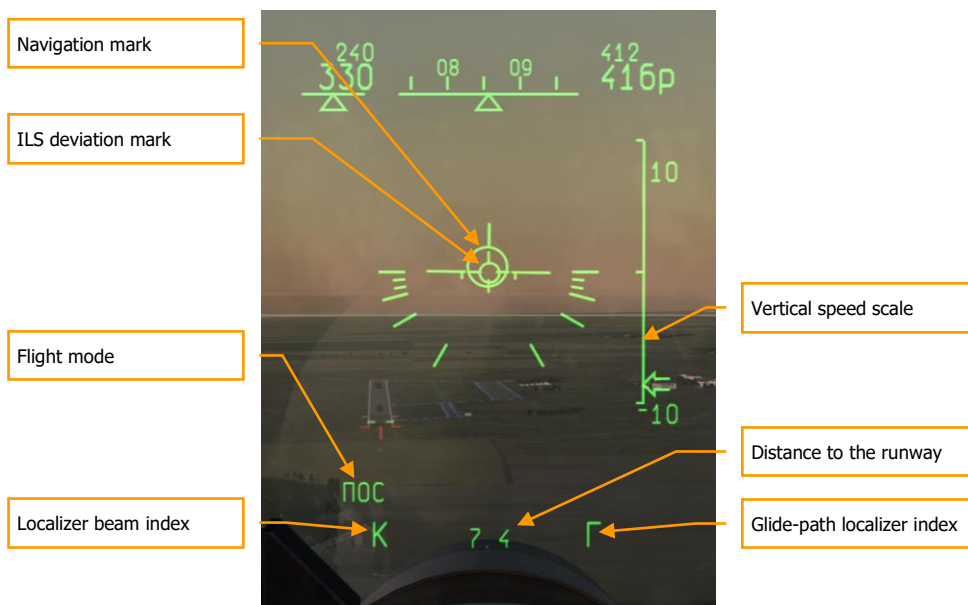 Navigation mark
ILS deviation mark
Flight mode
Localizer beam index
240
330
08 09
412
416р
10
-10
ПОС
К
7.4
Г
Vertical speed scale
Distance to the runway
Glide-path localizer index